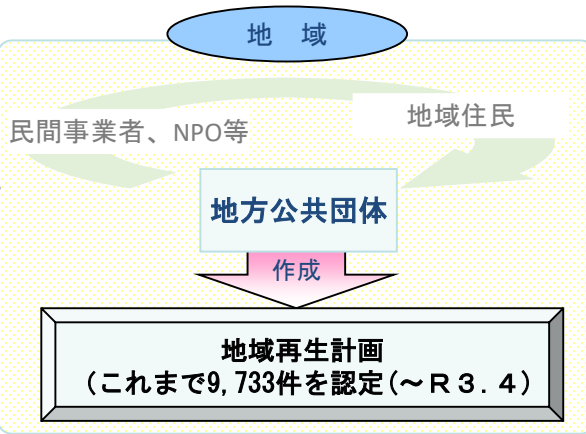 地　域
民間事業者、NPO等
地域住民
地方公共団体
作成
地域再生計画
（これまで9,733件を認定(～Ｒ３.４）